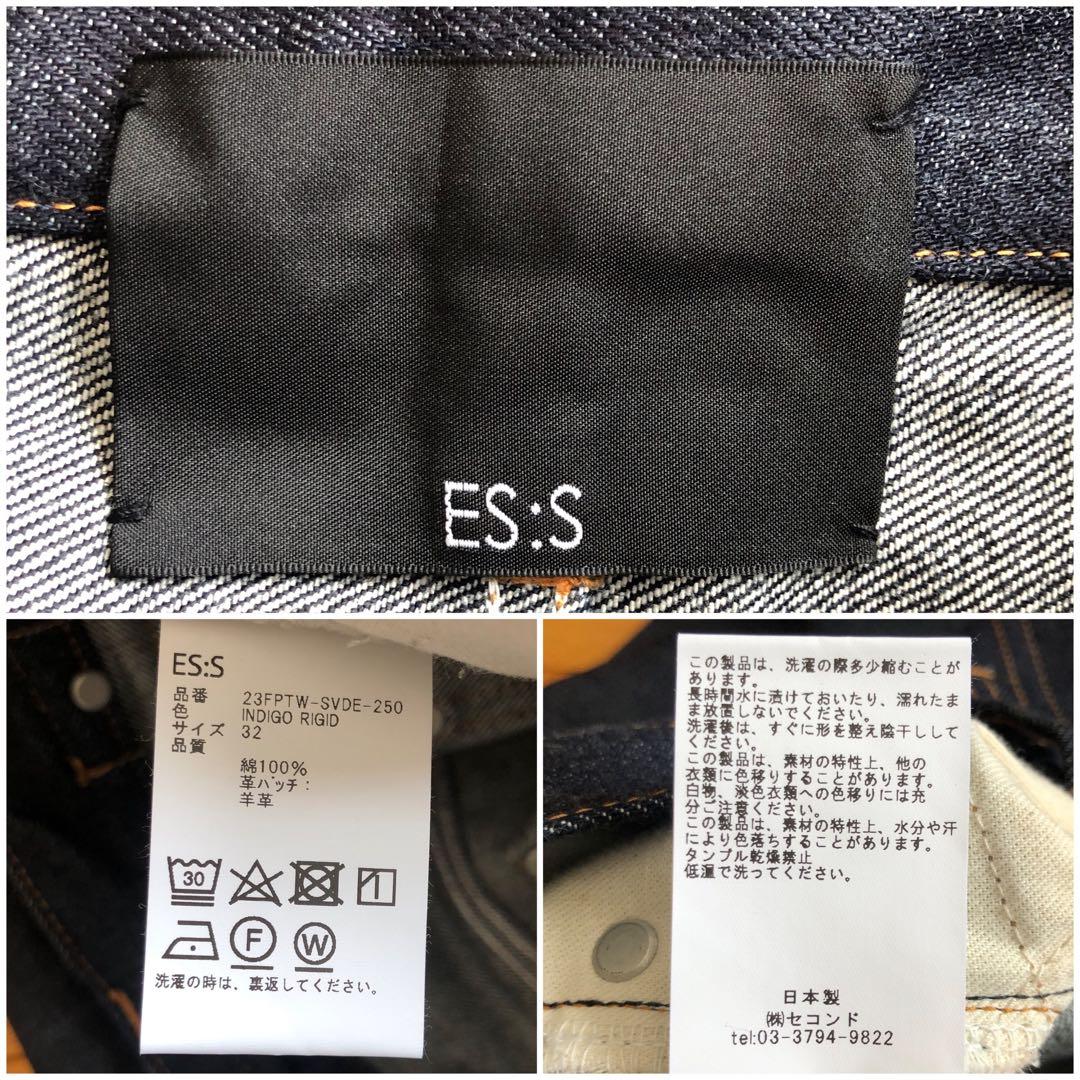 ES:S
ES:S
品番 23FPTW-SVDE-250
色 INDIGO RIGID
サイズ 32
品質
綿100%
革パッチ:
羊革
30
F
W
洗濯の時は、裏返してください。
この製品は、洗濯の際多少縮むことが
あります。
長時間水に漬けておいたり、濡れたま
ま放置しないでください。
洗濯後は、すぐに形を整え陰干しして
ください。
この製品は、素材の特性上、他の
衣類に色移りすることがあります。
白物、淡色衣類への色移りには充
分ご注意ください。
この製品は、素材の特性上、水分や汗
により色落ちすることがあります。
タンブル乾燥禁止
低温で洗ってください。
日本製
㈱セコンド
tel:03-3794-9822